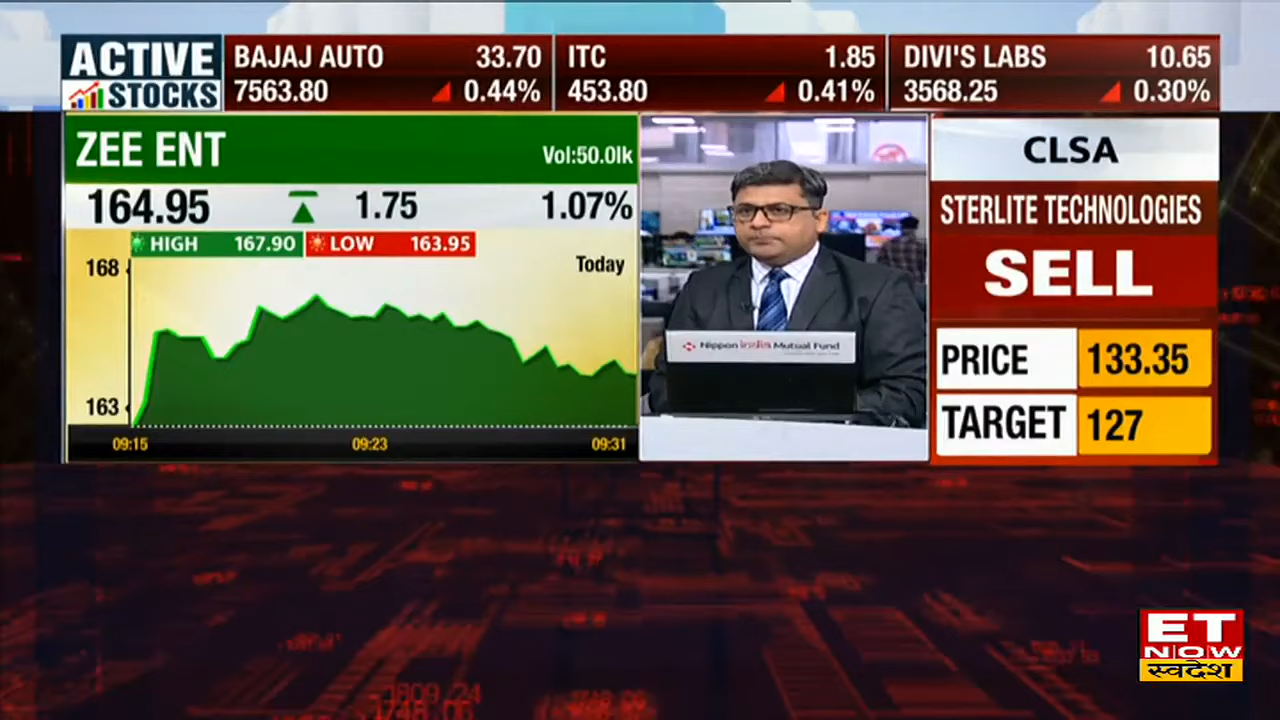 ACTIVE
STOCKS
BAJAJ AUTO 33.70
7563.80 0.44%
ITC 1.85
453.80 0.41%
DIVI'S LABS 10.65
3568.25 0.30%
ZEE ENT Vol:50.0lk
164.95 1.75 1.07%
HIGH 167.90 LOW 163.95
Today
168
163
09:15 09:23 09:31
Nippon india Mutual Fund
CLSA
STERLITE TECHNOLOGIES
SELL
PRICE 133.35
TARGET 127
ET
NOW
स्वदेश